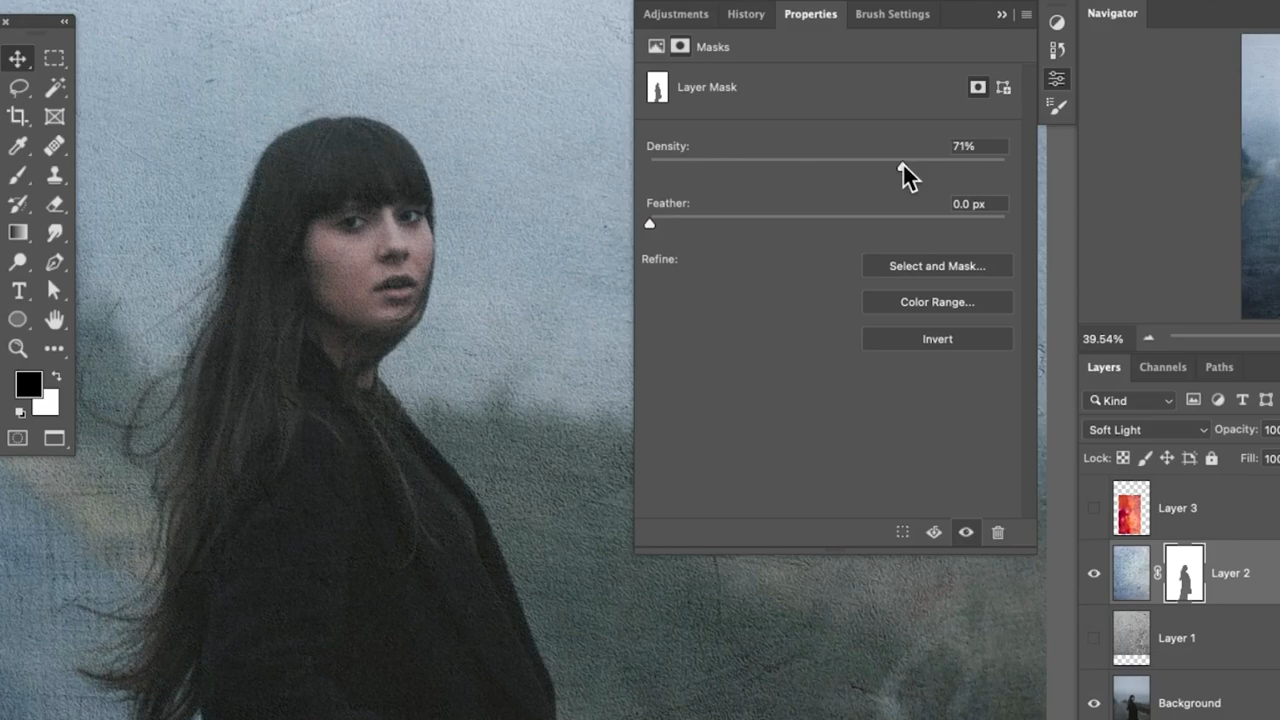 Adjustments History Properties Brush Settings
Masks
Layer Mask
Density: 71%
Feather: 0.0 px
Refine: Select and Mask...
Color Range...
Invert
Navigator
39.54%
Layers Channels Paths
Kind
Soft Light Opacity: 100
Lock: Fill: 100
Layer 3
Layer 2
Layer 1
Background